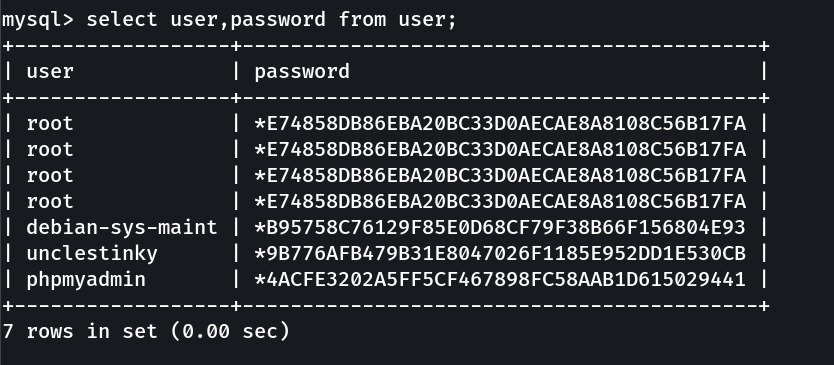 mysql> select user,password from user;
+------------------+-------------------------------------------+
| user             | password                                  |
+------------------+-------------------------------------------+
| root             | *E74858DB86EBA20BC33D0AECAE8A8108C56B17FA |
| root             | *E74858DB86EBA20BC33D0AECAE8A8108C56B17FA |
| root             | *E74858DB86EBA20BC33D0AECAE8A8108C56B17FA |
| root             | *E74858DB86EBA20BC33D0AECAE8A8108C56B17FA |
| debian-sys-maint | *B95758C76129F85E0D68CF79F38B66F156804E93 |
| unclestinky      | *9B776AFB479B31E8047026F1185E952DD1E530CB |
| phpmyadmin       | *4ACFE3202A5FF5CF467898FC58AAB1D615029441 |
+------------------+-------------------------------------------+
7 rows in set (0.00 sec)